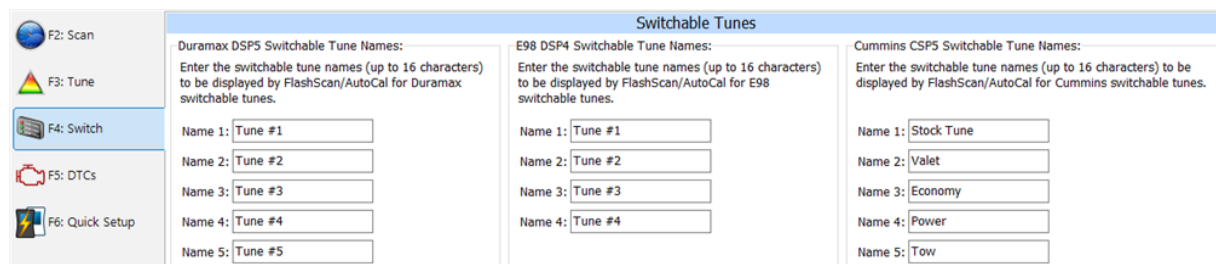 F2: Scan
F3: Tune
F4: Switch
F5: DTCs
F6: Quick Setup
Switchable Tunes
Duramax DSP5 Switchable Tune Names:
Enter the switchable tune names (up to 16 characters)
to be displayed by FlashScan/AutoCal for Duramax
switchable tunes.
Name 1: Tune #1
Name 2: Tune #2
Name 3: Tune #3
Name 4: Tune #4
Name 5: Tune #5
E98 DSP4 Switchable Tune Names:
Enter the switchable tune names (up to 16 characters)
to be displayed by FlashScan/AutoCal for E98
switchable tunes.
Name 1: Tune #1
Name 2: Tune #2
Name 3: Tune #3
Name 4: Tune #4
Cummins CSP5 Switchable Tune Names:
Enter the switchable tune names (up to 16 characters) to be
displayed by FlashScan/AutoCal for Cummins switchable tunes.
Name 1: Stock Tune
Name 2: Valet
Name 3: Economy
Name 4: Power
Name 5: Tow